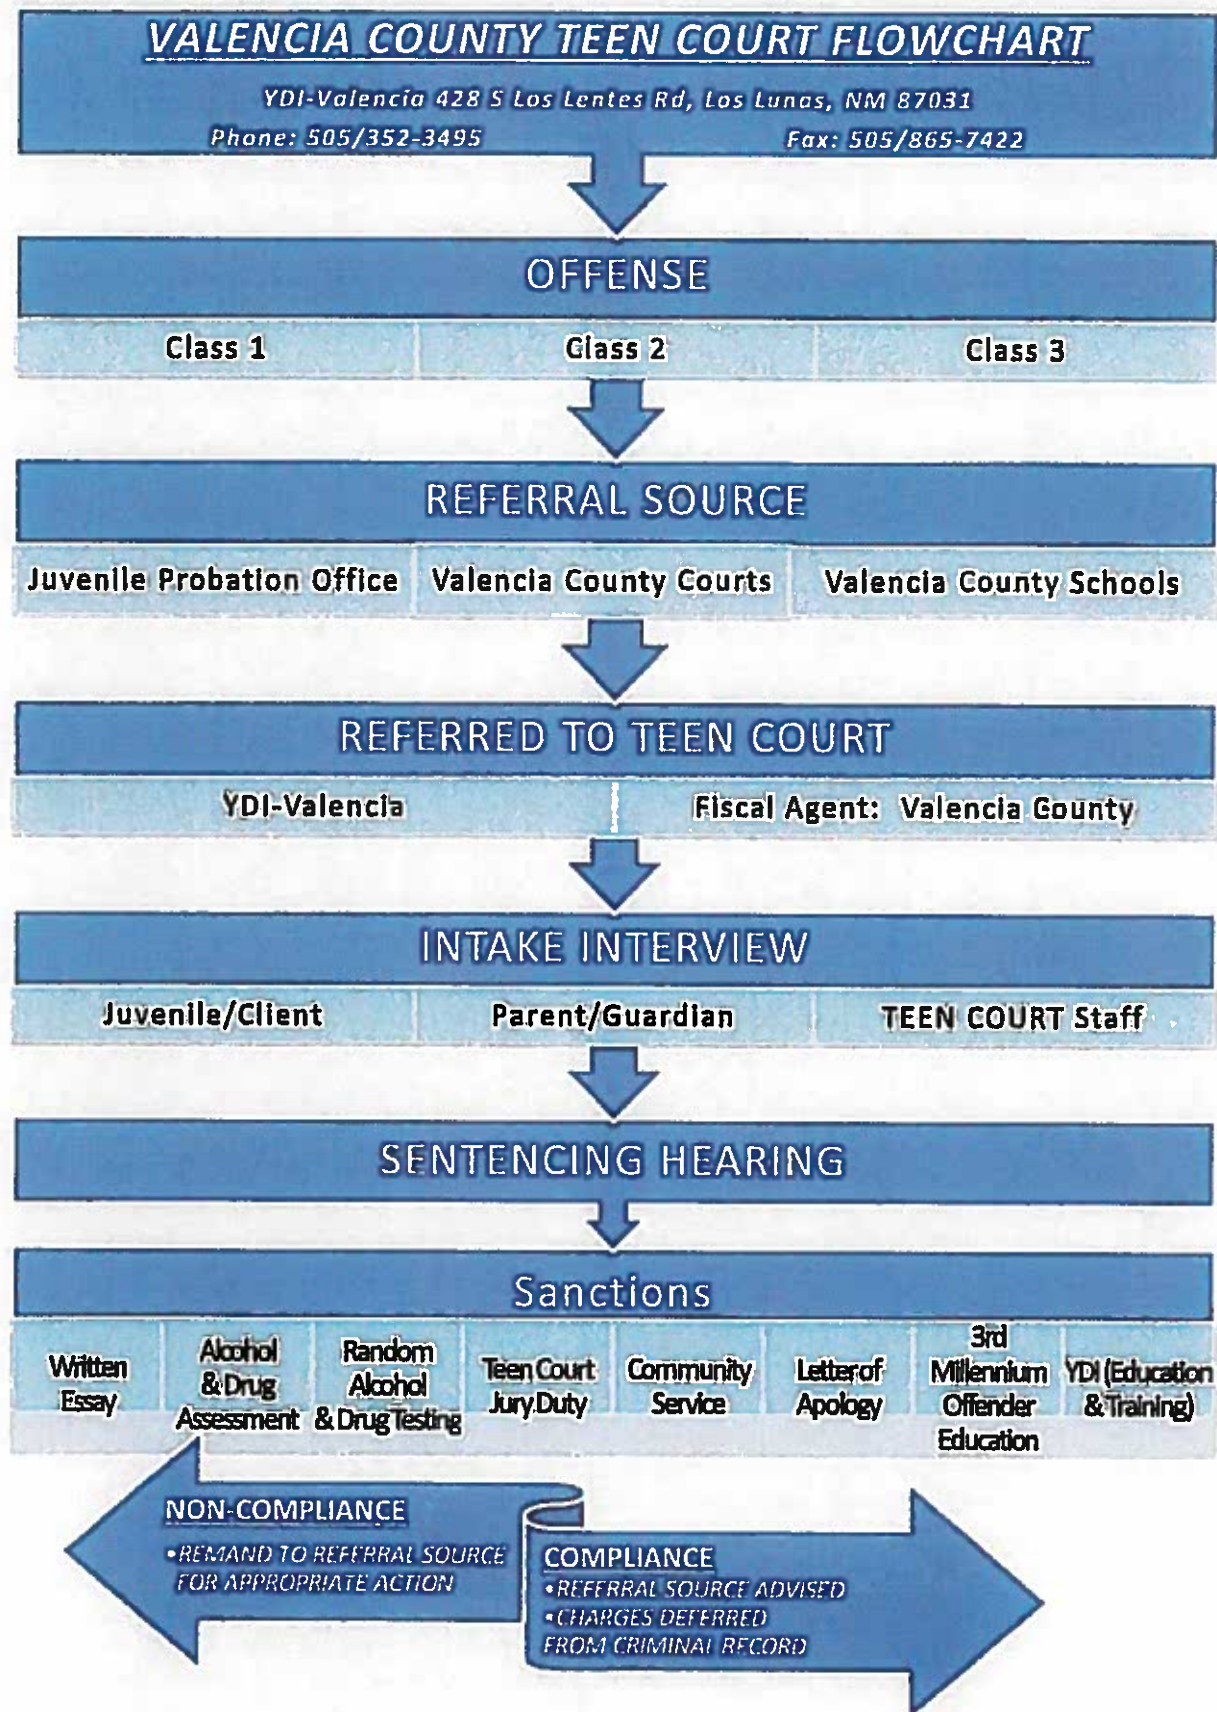 VALENCIA COUNTY TEEN COURT FLOWCHART
YDI-Valencia 428 S Los Lentes Rd, Los Lunas, NM 87031
Phone: 505/352-3495 Fax: 505/865-7422
OFFENSE
Class 1 Class 2 Class 3
REFERRAL SOURCE
Juvenile Probation Office Valencia County Courts Valencia County Schools
REFERRED TO TEEN COURT
YDI-Valencia Fiscal Agent: Valencia County
INTAKE INTERVIEW
Juvenile/Client Parent/Guardian TEEN COURT Staff
SENTENCING HEARING
Sanctions
Written
Essay
Alcohol
& Drug
Assessment
Random
Alcohol
& Drug Testing
Teen Court
Jury Duty
Community
Service
Letter of
Apology
3rd
Millennium
Offender
Education
YDI (Education
& Training)
NON-COMPLIANCE
•REMAND TO REFERRAL SOURCE
FOR APPROPRIATE ACTION
COMPLIANCE
•REFERRAL SOURCE ADVISED
•CHARGES DEFERRED
FROM CRIMINAL RECORD